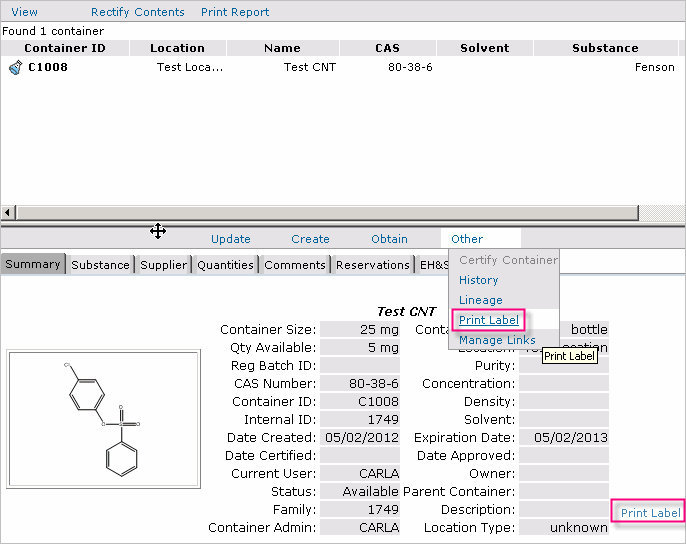 View Rectify Contents Print Report
Found 1 container
Container ID Location Name CAS Solvent Substance
C1008 Test Loca... Test CNT 80-38-6 Fenson
Update Create Obtain Other
Summary Substance Supplier Quantities Comments Reservations EH&S
Certify Container
History
Lineage
Print Label
Manage Links
Print Label
Test CNT
Container Size: 25 mg bottle
Qty Available: 5 mg
Reg Batch ID: Purity:
CAS Number: 80-38-6 Concentration:
Container ID: C1008 Density:
Internal ID: 1749 Solvent:
Date Created: 05/02/2012 Expiration Date: 05/02/2013
Date Certified: Date Approved:
Current User: CARLA Owner:
Status: Available Parent Container:
Family: 1749 Description:
Print Label
Container Admin: CARLA Location Type: unknown
Cl
O
O
S
O